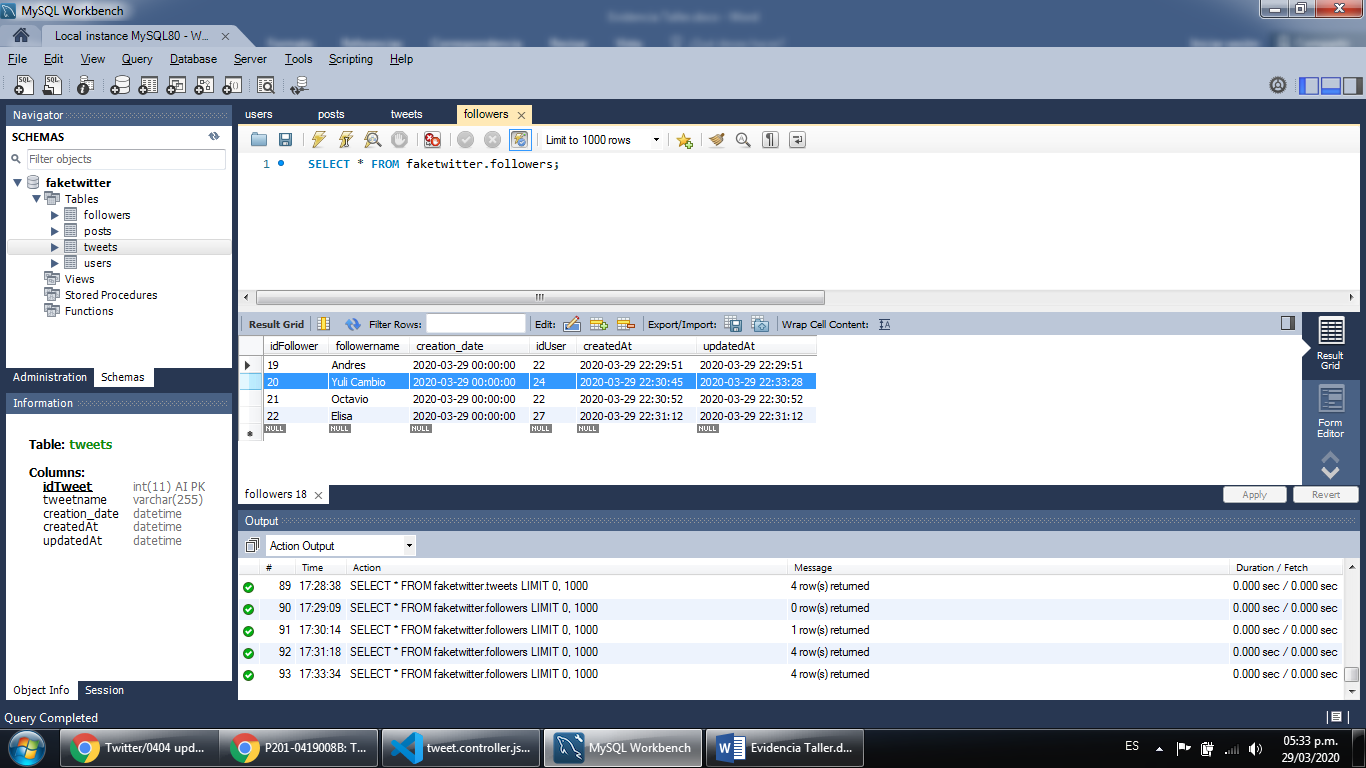 MySQL Workbench
Local instance MySQL80 - W...
File Edit View Query Database Server Tools Scripting Help
Navigator
SCHEMAS
Filter objects
faketwitter
Tables
followers
posts
tweets
users
Views
Stored Procedures
Functions
Administration Schemas
Information
Table: tweets
Columns:
idTweet int(11) AI PK
tweetname varchar(255)
creation_date datetime
createdAt datetime
updatedAt datetime
Object Info Session
users posts tweets followers
Limit to 1000 rows
1 SELECT * FROM faketwitter.followers;
Result Grid Filter Rows: Edit: Export/Import: Wrap Cell Content:
idFollower followername creation_date idUser createdAt updatedAt
19 Andres 2020-03-29 00:00:00 22 2020-03-29 22:29:51 2020-03-29 22:29:51
20 Yuli Cambio 2020-03-29 00:00:00 24 2020-03-29 22:30:45 2020-03-29 22:33:28
21 Octavio 2020-03-29 00:00:00 22 2020-03-29 22:30:52 2020-03-29 22:30:52
22 Elisa 2020-03-29 00:00:00 27 2020-03-29 22:31:12 2020-03-29 22:31:12
NULL NULL NULL NULL NULL NULL
Result
Grid
Form
Editor
followers 18
Apply Revert
Output
Action Output
# Time Action Message Duration / Fetch
89 17:28:38 SELECT * FROM faketwitter.tweets LIMIT 0, 1000 4 row(s) returned 0.000 sec / 0.000 sec
90 17:29:09 SELECT * FROM faketwitter.followers LIMIT 0, 1000 0 row(s) returned 0.000 sec / 0.000 sec
91 17:30:14 SELECT * FROM faketwitter.followers LIMIT 0, 1000 1 row(s) returned 0.000 sec / 0.000 sec
92 17:31:18 SELECT * FROM faketwitter.followers LIMIT 0, 1000 4 row(s) returned 0.000 sec / 0.000 sec
93 17:33:34 SELECT * FROM faketwitter.followers LIMIT 0, 1000 4 row(s) returned 0.000 sec / 0.000 sec
Query Completed
Twitter/0404 upd... P201-0419008B: T... tweet.controller.js... MySQL Workbench Evidencia Taller.d... ES 05:33 p.m.
29/03/2020